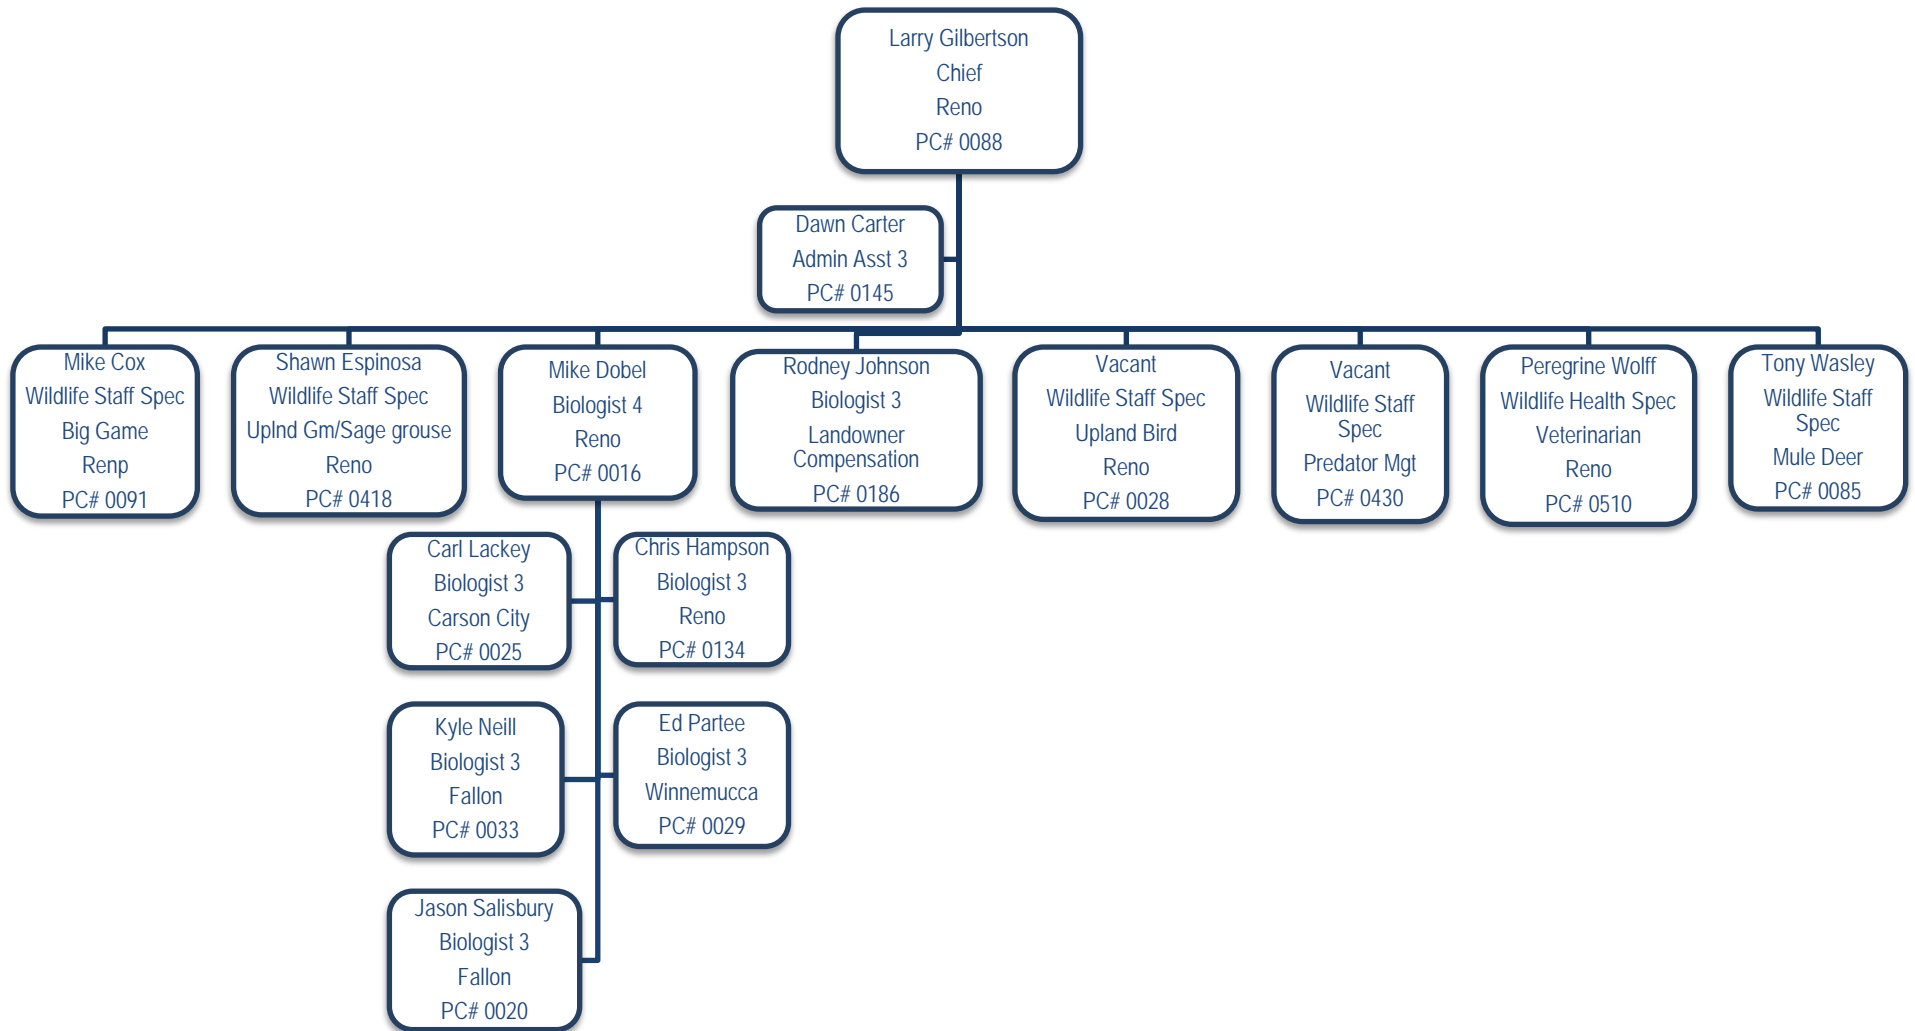 Larry Gilbertson
Chief
Reno
PC# 0088
Dawn Carter
Admin Asst 3
PC# 0145
Mike Cox
Wildlife Staff Spec
Big Game
Renp
PC# 0091
Shawn Espinosa
Wildlife Staff Spec
Uplnd Gm/Sage grouse
Reno
PC# 0418
Mike Dobel
Biologist 4
Reno
PC# 0016
Rodney Johnson
Biologist 3
Landowner
Compensation
PC# 0186
Vacant
Wildlife Staff Spec
Upland Bird
Reno
PC# 0028
Vacant
Wildlife Staff
Spec
Predator Mgt
PC# 0430
Peregrine Wolff
Wildlife Health Spec
Veterinarian
Reno
PC# 0510
Tony Wasley
Wildlife Staff
Spec
Mule Deer
PC# 0085
Carl Lackey
Biologist 3
Carson City
PC# 0025
Chris Hampson
Biologist 3
Reno
PC# 0134
Kyle Neill
Biologist 3
Fallon
PC# 0033
Ed Partee
Biologist 3
Winnemucca
PC# 0029
Jason Salisbury
Biologist 3
Fallon
PC# 0020